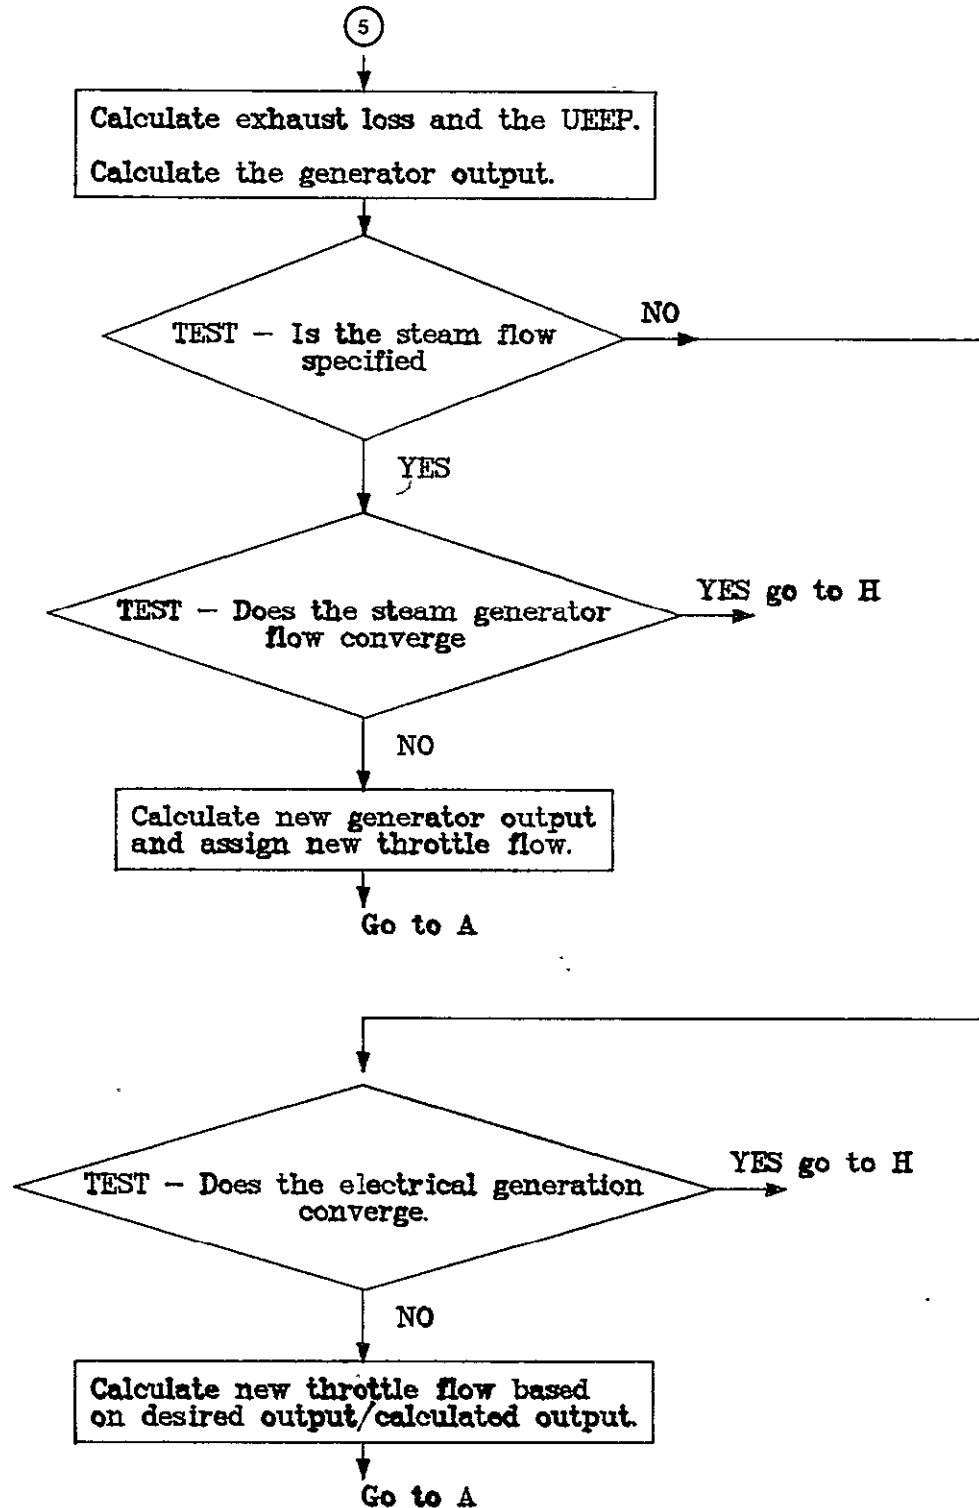 5
Calculate exhaust loss and the UEEP.
Calculate the generator output.
TEST – Is the steam flow
specified
NO
YES
TEST – Does the steam generator
flow converge
YES go to H
NO
Calculate new generator output
and assign new throttle flow.
Go to A
TEST – Does the electrical generation
converge.
YES go to H
NO
Calculate new throttle flow based
on desired output/calculated output.
Go to A